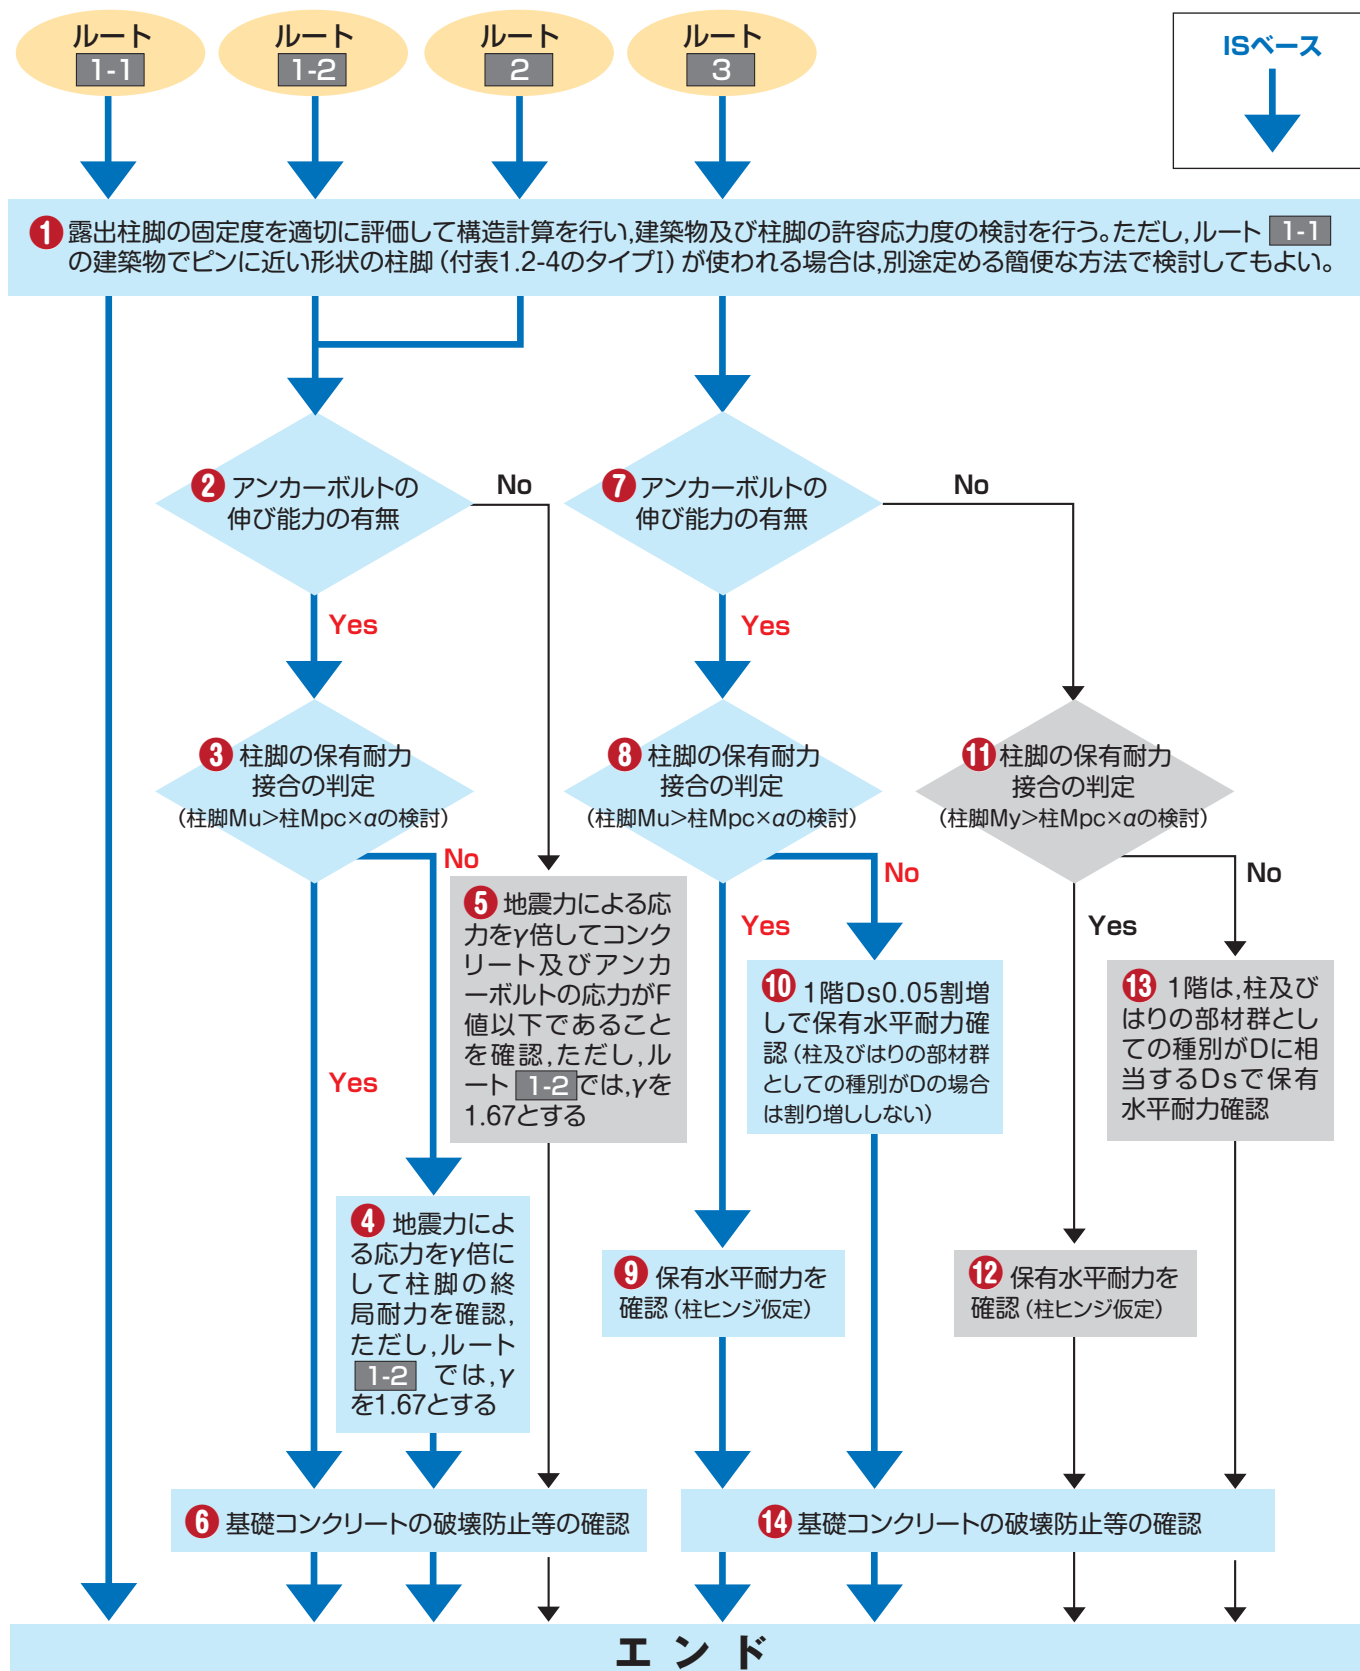 ルート
1-1
ルート
1-2
ルート
2
ルート
3
ISベース
❶露出柱脚の固定度を適切に評価して構造計算を行い,建築物及び柱脚の許容応力度の検討を行う。ただし,ルート 1-1
の建築物でピンに近い形状の柱脚(付表1.2-4のタイプI)が使われる場合は,別途定める簡便な方法で検討してもよい。
❷アンカーボルトの
伸び能力の有無
No
Yes
❼アンカーボルトの
伸び能力の有無
No
Yes
❸柱脚の保有耐力
接合の判定
(柱脚Mu>柱Mpc×αの検討)
No
Yes
❽柱脚の保有耐力
接合の判定
(柱脚Mu>柱Mpc×αの検討)
No
Yes
⓫柱脚の保有耐力
接合の判定
(柱脚My>柱Mpc×αの検討)
No
Yes
❺地震力による応
力をγ倍してコンク
リート及びアンカ
ーボルトの応力がF
値以下であること
を確認,ただし,ル
ート 1-2 では,γを
1.67とする
❿1階Ds0.05割増
しで保有水平耐力確
認(柱及びはりの部材群
としての種別がDの場合
は割り増ししない)
⓭1階は,柱及び
はりの部材群とし
ての種別がDに相
当するDsで保有
水平耐力確認
❹地震力によ
る応力をγ倍に
して柱脚の終
局耐力を確認,
ただし,ルート
1-2 では,γ
を1.67とする
❾保有水平耐力を
確認(柱ヒンジ仮定)
⓬保有水平耐力を
確認(柱ヒンジ仮定)
❻基礎コンクリートの破壊防止等の確認
⓮基礎コンクリートの破壊防止等の確認
エンド